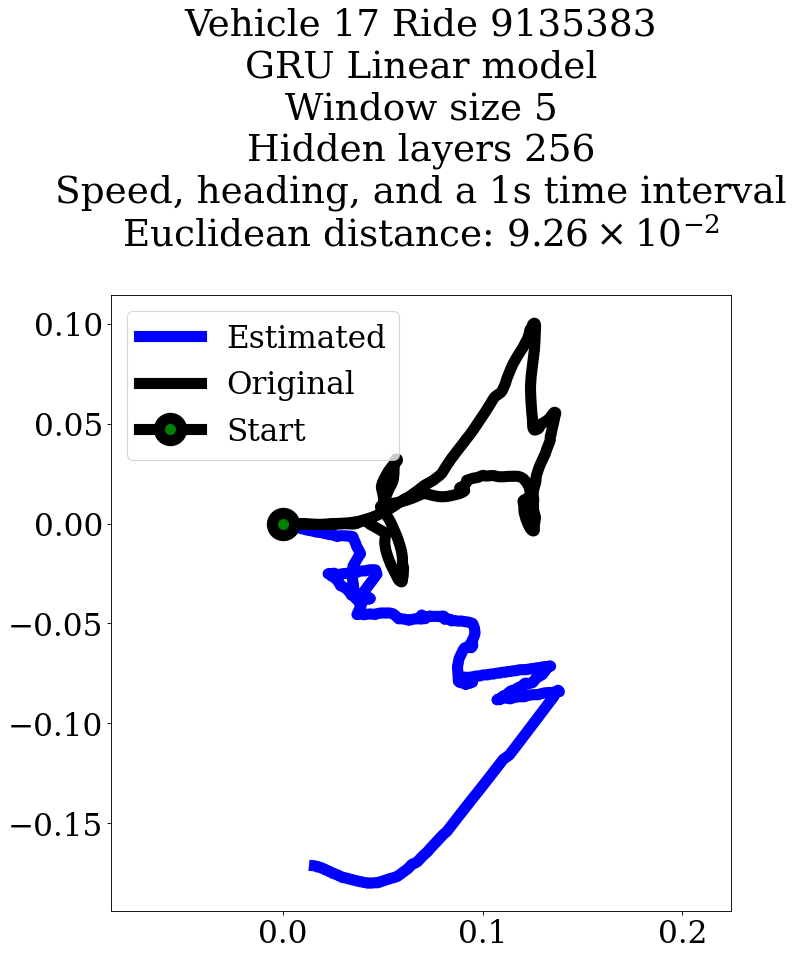 Vehicle 17 Ride 9135383
GRU Linear model
Window size 5
Hidden layers 256
Speed, heading, and a 1s time interval
Euclidean distance: 9.26 × 10⁻²
Estimated
Original
Start
0.10
0.05
0.00
−0.05
−0.10
−0.15
0.0 0.1 0.2